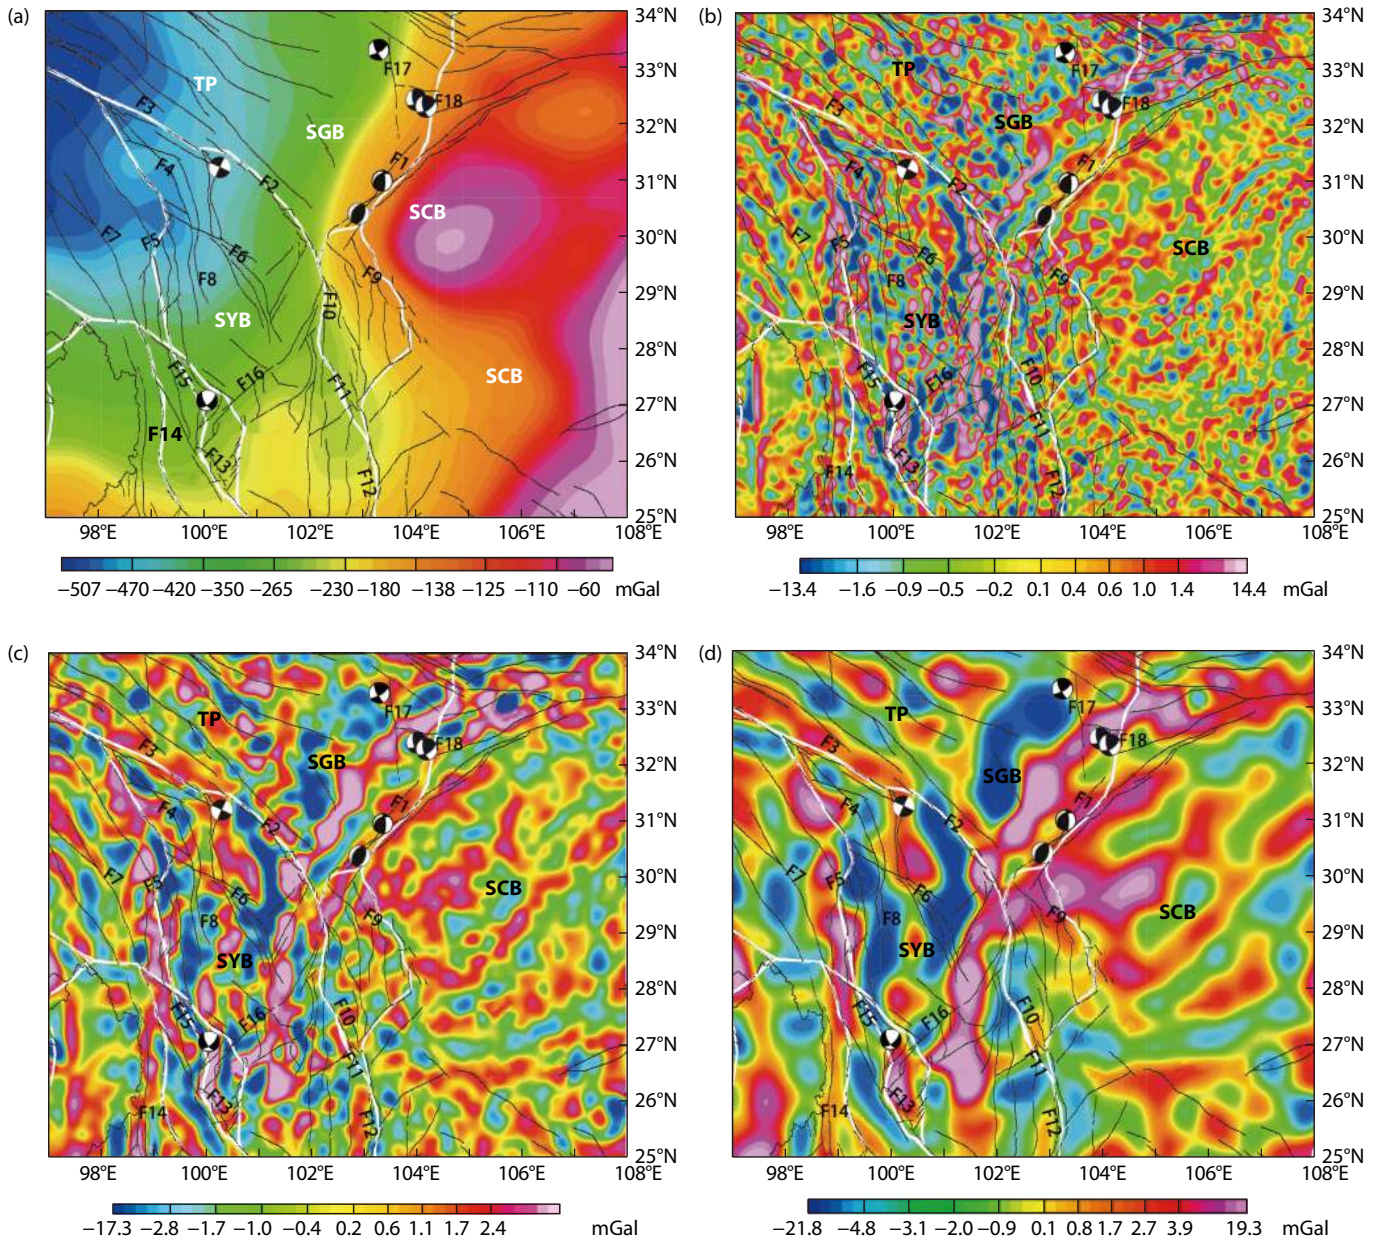 (a)
34°N
33°N
32°N
31°N
30°N
29°N
28°N
27°N
26°N
25°N
TP
SGB
SCB
SYB
SCB
F1
F2
F3
F4
F5
F6
F7
F8
F9
F10
F11
F12
F13
F14
F15
F16
F17
F18
98°E 100°E 102°E 104°E 106°E 108°E
−507 −470 −420 −350 −265 −230 −180 −138 −125 −110 −60 mGal
(b)
34°N
33°N
32°N
31°N
30°N
29°N
28°N
27°N
26°N
25°N
TP
SGB
SCB
SYB
F1
F2
F3
F4
F5
F6
F7
F8
F9
F10
F11
F12
F13
F14
F15
F16
F17
F18
98°E 100°E 102°E 104°E 106°E 108°E
−13.4 −1.6 −0.9 −0.5 −0.2 0.1 0.4 0.6 1.0 1.4 14.4 mGal
(c)
34°N
33°N
32°N
31°N
30°N
29°N
28°N
27°N
26°N
25°N
TP
SGB
SCB
SYB
F1
F2
F3
F4
F5
F6
F7
F8
F9
F10
F11
F12
F13
F14
F15
F16
F17
F18
98°E 100°E 102°E 104°E 106°E 108°E
−17.3 −2.8 −1.7 −1.0 −0.4 0.2 0.6 1.1 1.7 2.4 mGal
(d)
34°N
33°N
32°N
31°N
30°N
29°N
28°N
27°N
26°N
25°N
TP
SGB
SCB
SYB
F1
F2
F3
F4
F5
F6
F7
F8
F9
F10
F11
F12
F13
F14
F15
F16
F17
F18
98°E 100°E 102°E 104°E 106°E 108°E
−21.8 −4.8 −3.1 −2.0 −0.9 0.1 0.8 1.7 2.7 3.9 19.3 mGal